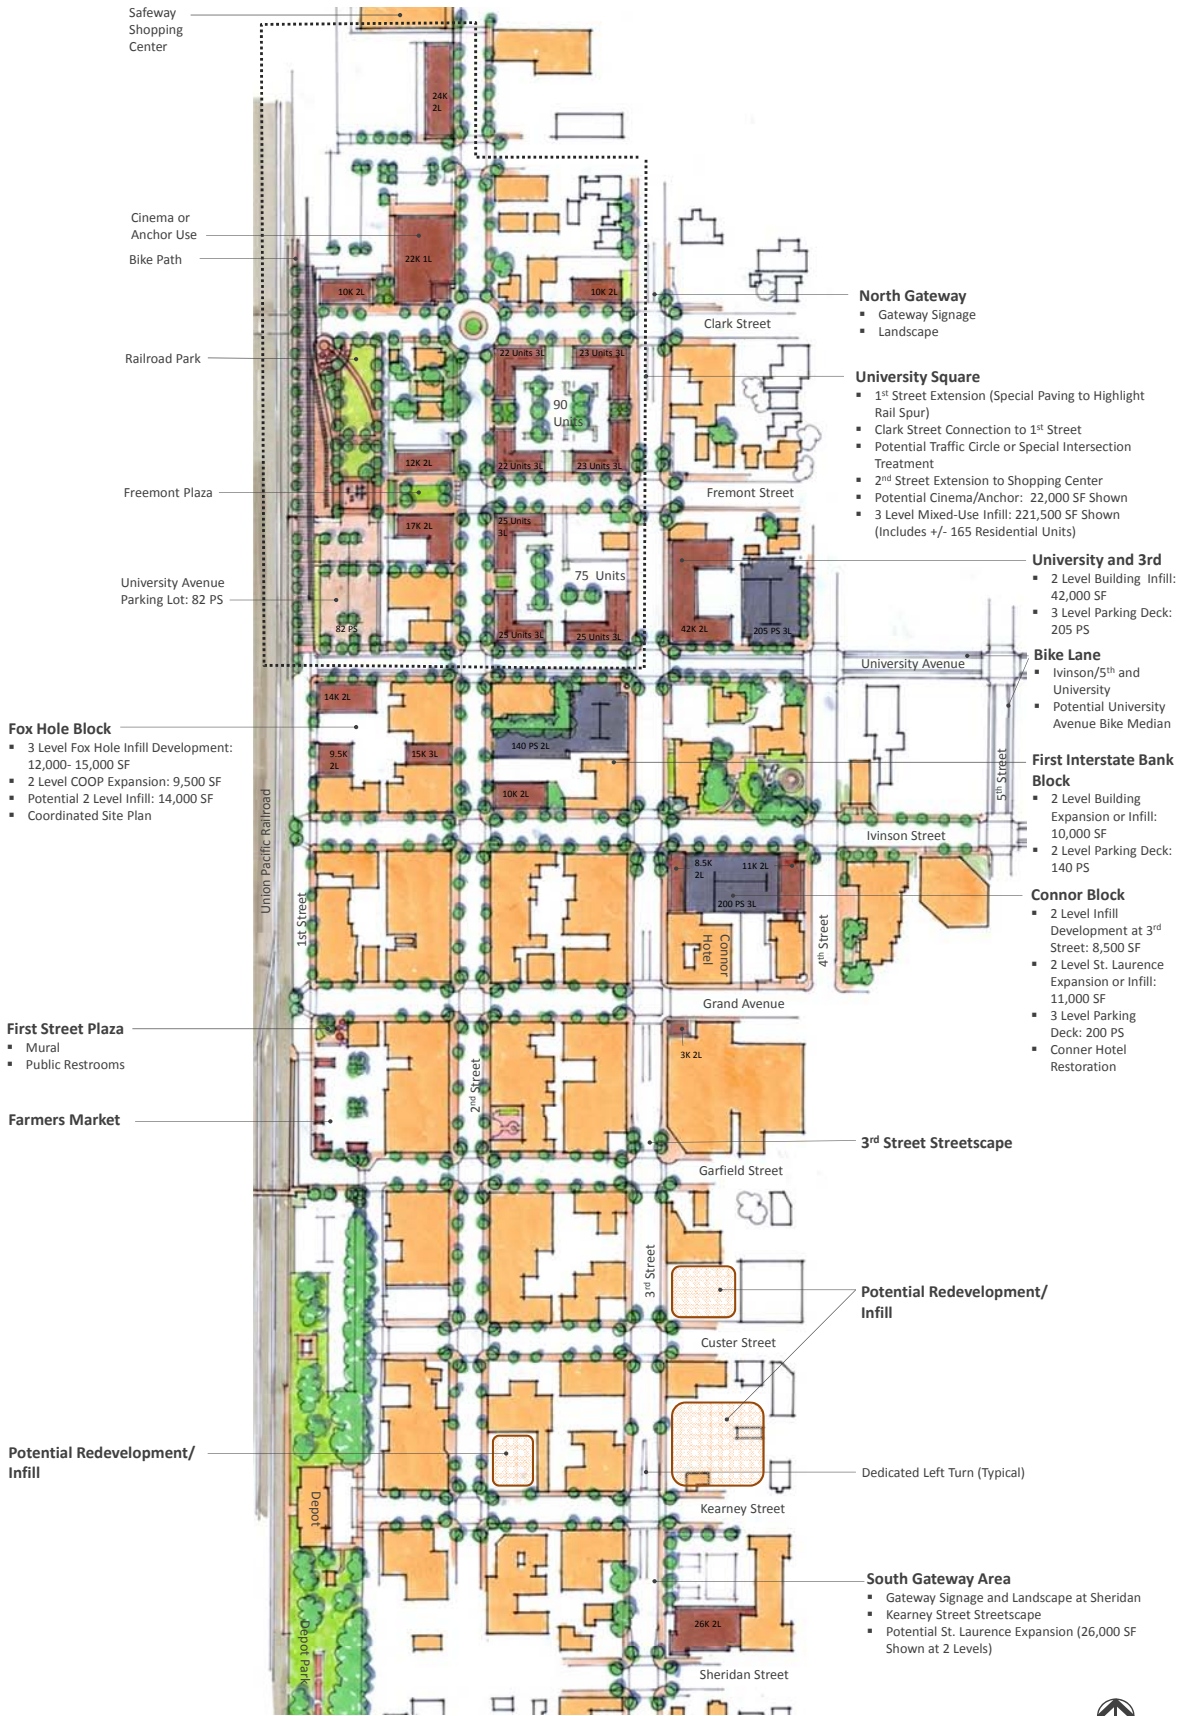 Safeway
Shopping
Center
24K
2L
Cinema or
Anchor Use
Bike Path
22K 1L
10K 2L
10K 2L
North Gateway
▪ Gateway Signage
▪ Landscape
Clark Street
Railroad Park
22 Units 3L
23 Units 3L
90
Units
University Square
▪ 1st Street Extension (Special Paving to Highlight
Rail Spur)
▪ Clark Street Connection to 1st Street
▪ Potential Traffic Circle or Special Intersection
Treatment
▪ 2nd Street Extension to Shopping Center
▪ Potential Cinema/Anchor: 22,000 SF Shown
▪ 3 Level Mixed-Use Infill: 221,500 SF Shown
(Includes +/- 165 Residential Units)
12K 2L
22 Units 3L
23 Units 3L
Freemont Plaza
Fremont Street
17K 2L
25 Units
3L
75 Units
University Avenue
Parking Lot: 82 PS
82 PS
25 Units 3L
25 Units 3L
42K 2L
205 PS 3L
University and 3rd
▪ 2 Level Building Infill:
42,000 SF
▪ 3 Level Parking Deck:
205 PS
University Avenue
Bike Lane
▪ Ivinson/5th and
University
▪ Potential University
Avenue Bike Median
14K 2L
Fox Hole Block
▪ 3 Level Fox Hole Infill Development:
12,000- 15,000 SF
▪ 2 Level COOP Expansion: 9,500 SF
▪ Potential 2 Level Infill: 14,000 SF
▪ Coordinated Site Plan
9.5K
2L
15K 3L
140 PS 2L
10K 2L
5th Street
First Interstate Bank
Block
▪ 2 Level Building
Expansion or Infill:
10,000 SF
▪ 2 Level Parking Deck:
140 PS
Ivinson Street
Union Pacific Railroad
1st Street
8.5K
2L
11K 2L
200 PS 3L
Connor
Hotel
4th Street
Connor Block
▪ 2 Level Infill
Development at 3rd
Street: 8,500 SF
▪ 2 Level St. Laurence
Expansion or Infill:
11,000 SF
▪ 3 Level Parking
Deck: 200 PS
▪ Conner Hotel
Restoration
Grand Avenue
First Street Plaza
▪ Mural
▪ Public Restrooms
3K 2L
2nd Street
Farmers Market
3rd Street Streetscape
Garfield Street
3rd Street
Potential Redevelopment/
Infill
Custer Street
Potential Redevelopment/
Infill
Dedicated Left Turn (Typical)
Depot
Kearney Street
South Gateway Area
▪ Gateway Signage and Landscape at Sheridan
▪ Kearney Street Streetscape
▪ Potential St. Laurence Expansion (26,000 SF
Shown at 2 Levels)
26K 2L
Depot Park
Sheridan Street